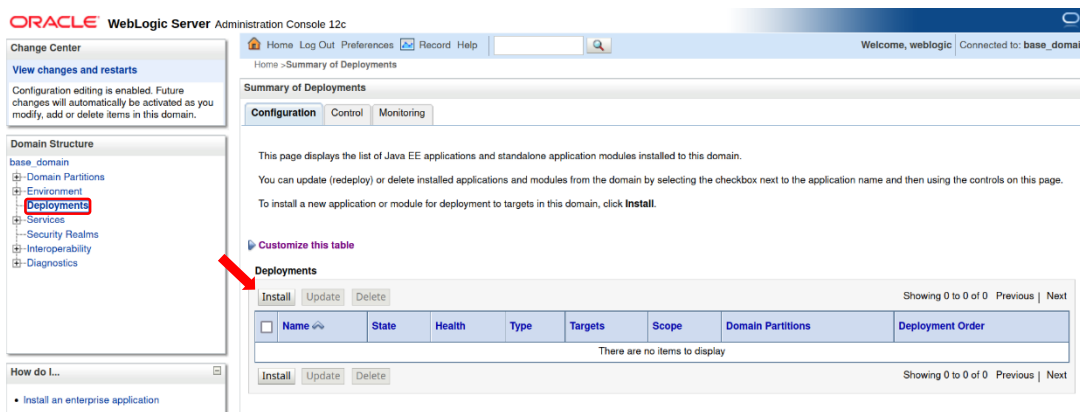 ORACLE WebLogic Server Administration Console 12c
Change Center
View changes and restarts
Configuration editing is enabled. Future
changes will automatically be activated as you
modify, add or delete items in this domain.
Domain Structure
base_domain
Domain Partitions
Environment
Deployments
Services
Security Realms
Interoperability
Diagnostics
How do I...
Install an enterprise application
Home Log Out Preferences Record Help
Welcome, weblogic Connected to: base_domai
Home >Summary of Deployments
Summary of Deployments
Configuration Control Monitoring
This page displays the list of Java EE applications and standalone application modules installed to this domain.
You can update (redeploy) or delete installed applications and modules from the domain by selecting the checkbox next to the application name and then using the controls on this page.
To install a new application or module for deployment to targets in this domain, click Install.
Customize this table
Deployments
Install Update Delete Showing 0 to 0 of 0 Previous | Next
Name State Health Type Targets Scope Domain Partitions Deployment Order
There are no items to display
Install Update Delete Showing 0 to 0 of 0 Previous | Next